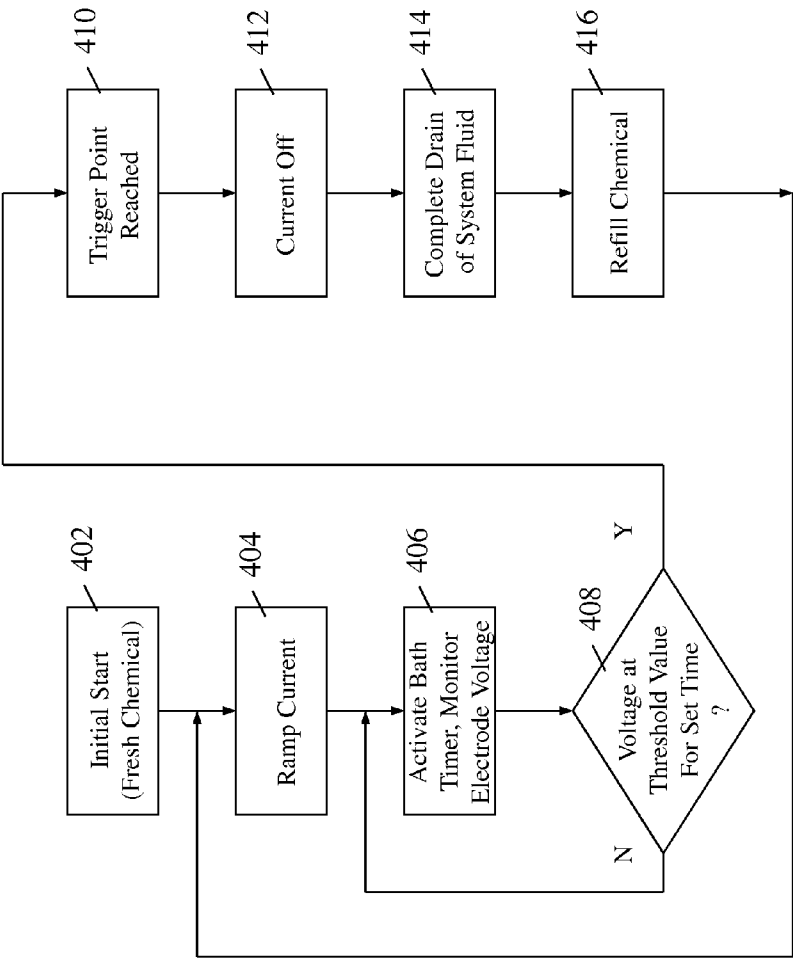 402
Initial Start
(Fresh Chemical)
404
Ramp Current
406
Activate Bath
Timer, Monitor
Electrode Voltage
408
Voltage at
Threshold Value
For Set Time
?
N
Y
410
Trigger Point
Reached
412
Current Off
414
Complete Drain
of System Fluid
416
Refill Chemical